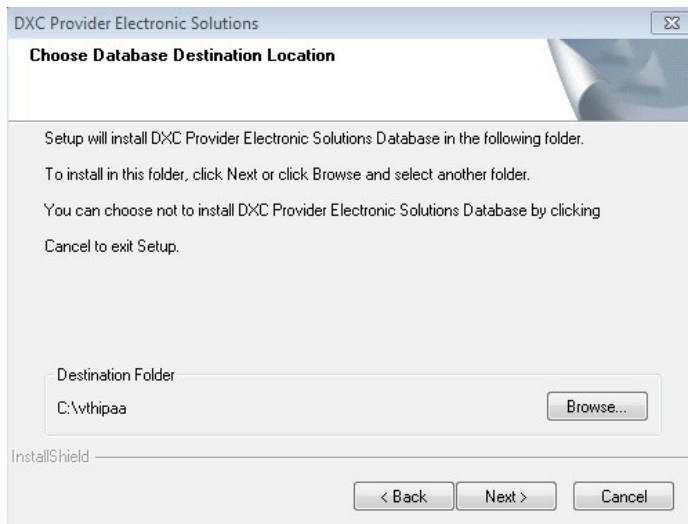 DXC Provider Electronic Solutions
Choose Database Destination Location
Setup will install DXC Provider Electronic Solutions Database in the following folder.
To install in this folder, click Next or click Browse and select another folder.
You can choose not to install DXC Provider Electronic Solutions Database by clicking
Cancel to exit Setup.
Destination Folder
C:\vthipaa
Browse...
InstallShield
< Back
Next >
Cancel